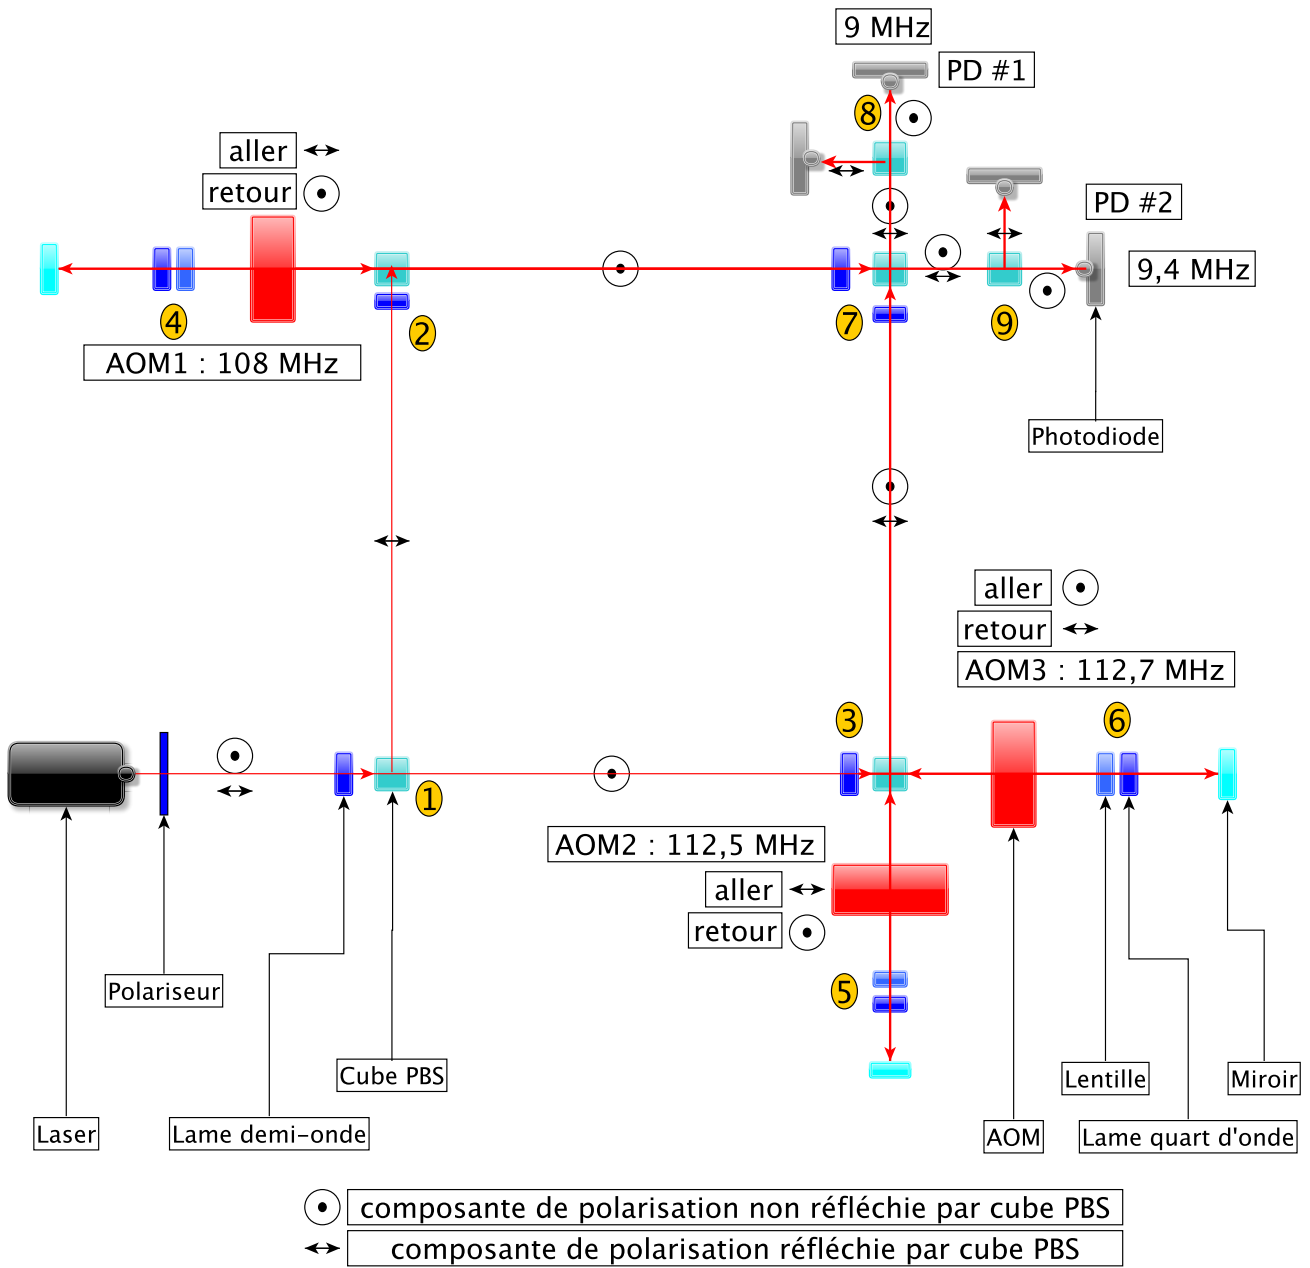 9 MHz
PD #1
8
aller
retour
PD #2
9,4 MHz
4
2
7
9
AOM1 : 108 MHz
Photodiode
aller
retour
AOM3 : 112,7 MHz
3
6
1
AOM2 : 112,5 MHz
aller
retour
5
Polariseur
Cube PBS
Lentille
Miroir
Laser
Lame demi-onde
AOM
Lame quart d'onde
composante de polarisation non réfléchie par cube PBS
composante de polarisation réfléchie par cube PBS